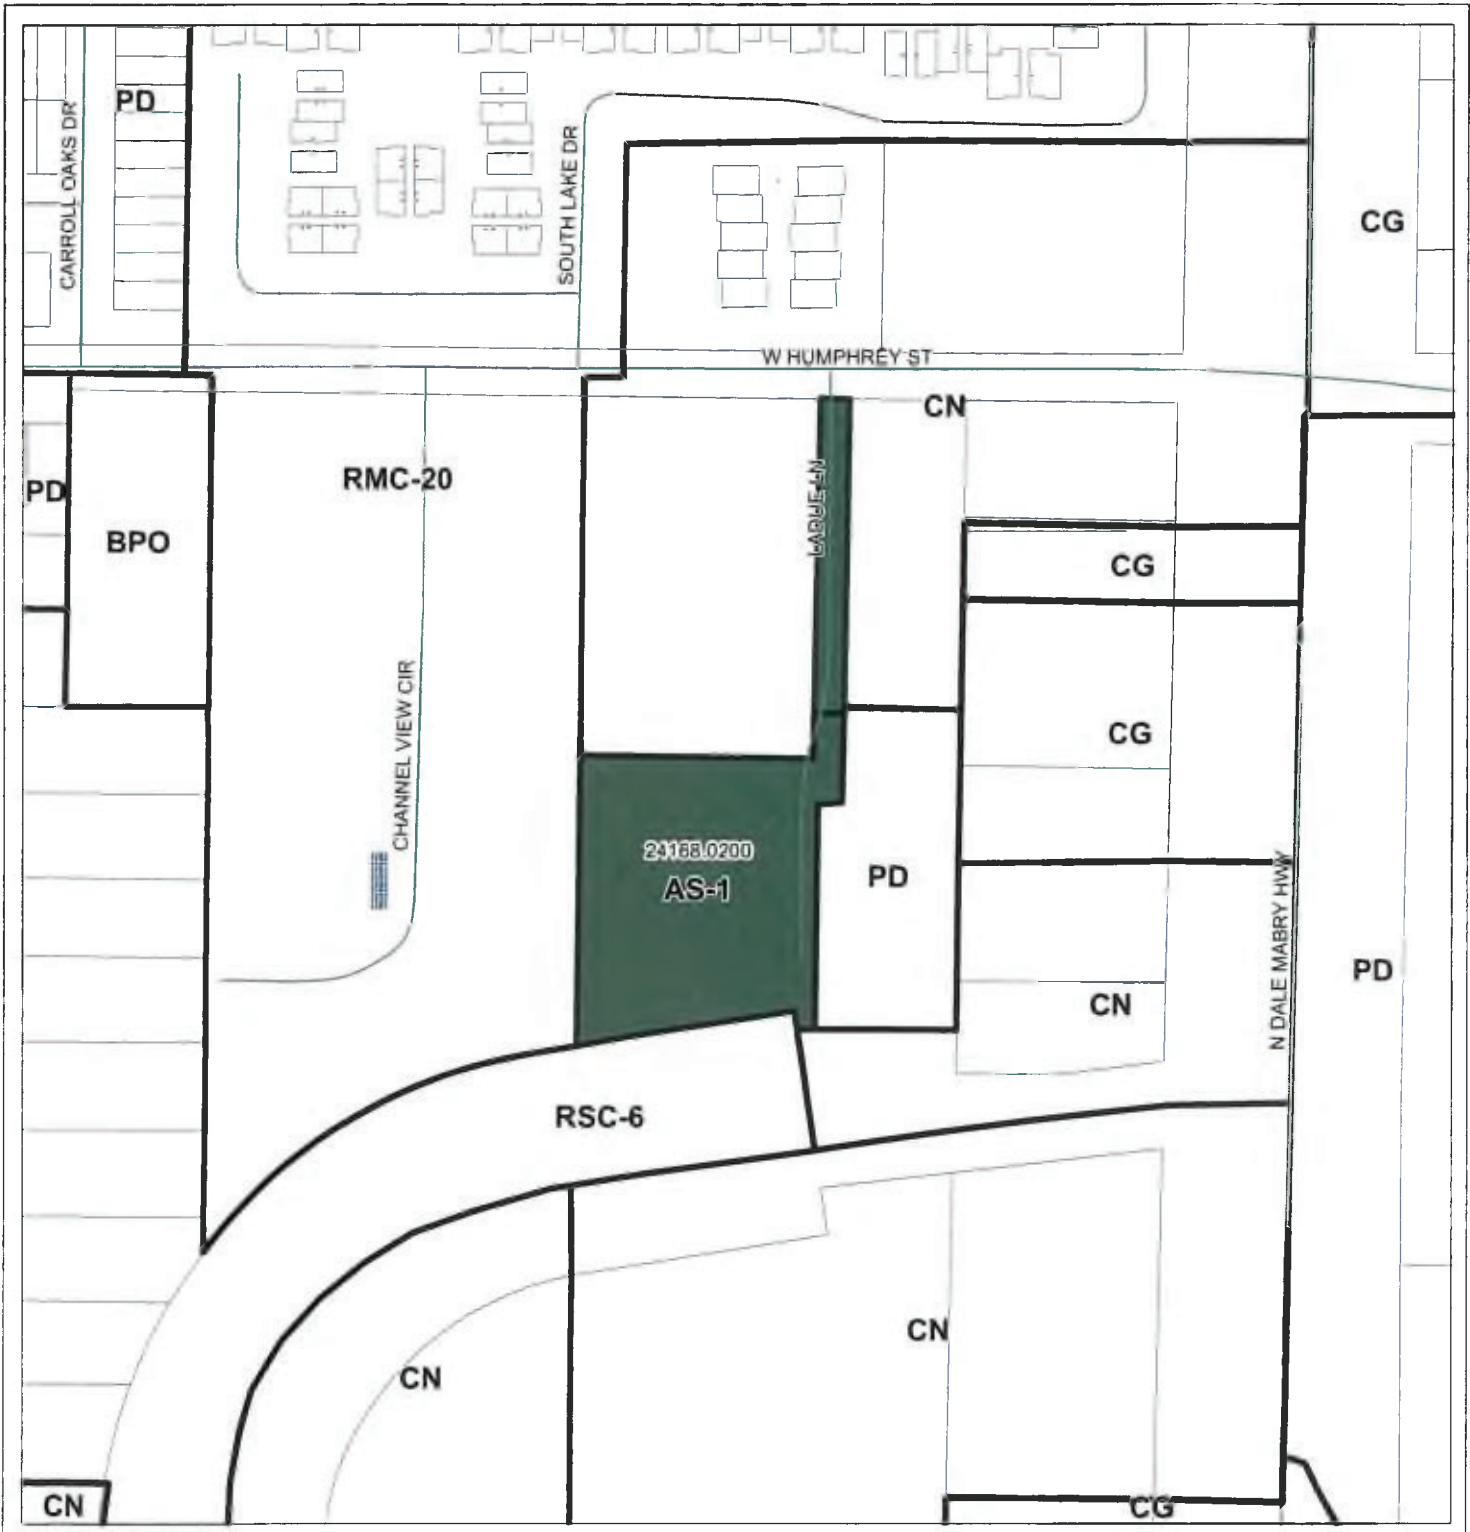 PD
CARROLL OAKS DR
SOUTH LAKE DR
CG
W HUMPHREY ST
CN
RMC-20
PD
BPO
LAGUE LN
CG
CHANNEL VIEW CIR
CG
24168.0200
AS-1
PD
N DALE MABRY HWY
PD
CN
RSC-6
CN
CN
CN
CG